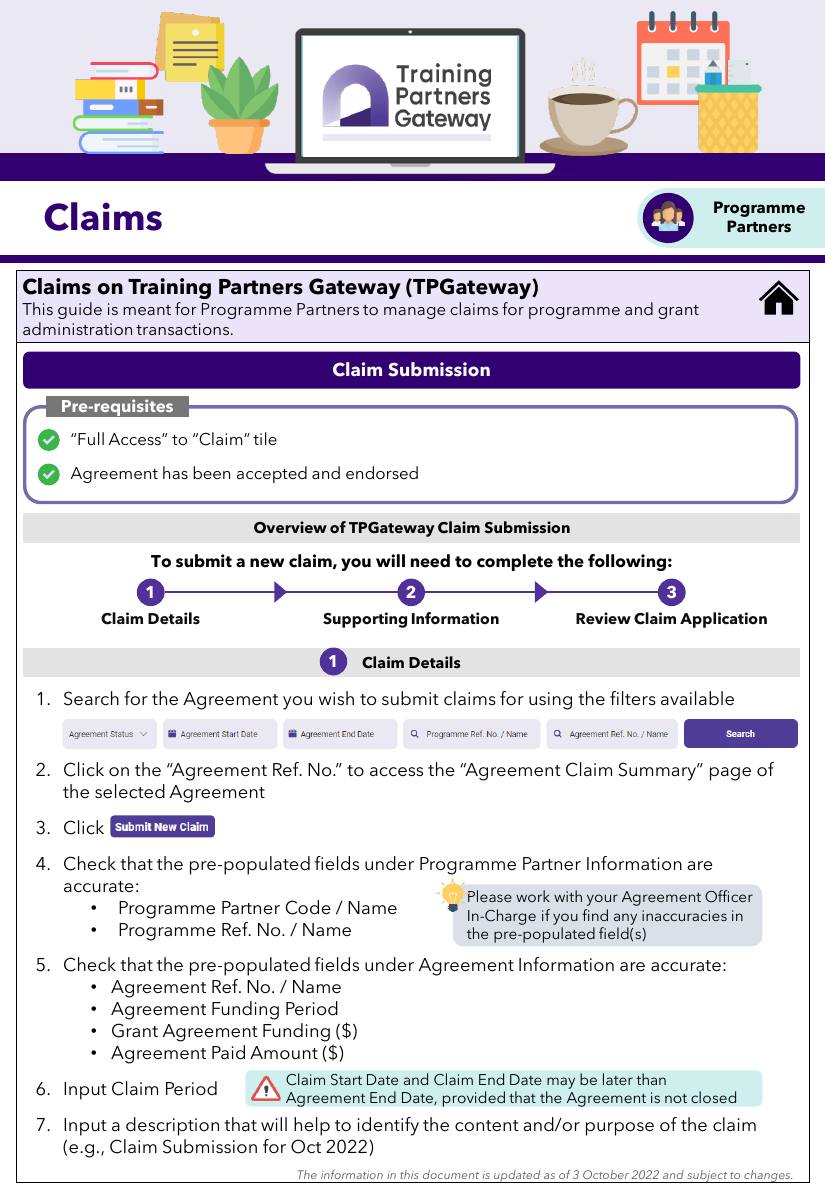 Training
Partners
Gateway
Claims
Programme
Partners
Claims on Training Partners Gateway (TPGateway)
This guide is meant for Programme Partners to manage claims for programme and grant
administration transactions.
Claim Submission
Pre-requisites
“Full Access” to “Claim” tile
Agreement has been accepted and endorsed
Overview of TPGateway Claim Submission
To submit a new claim, you will need to complete the following:
1 2 3
Claim Details Supporting Information Review Claim Application
1 Claim Details
1. Search for the Agreement you wish to submit claims for using the filters available
Agreement Status Agreement Start Date Agreement End Date Programme Ref. No. / Name Agreement Ref. No. / Name Search
2. Click on the “Agreement Ref. No.” to access the “Agreement Claim Summary” page of
the selected Agreement
3. Click Submit New Claim
4. Check that the pre-populated fields under Programme Partner Information are
accurate:
• Programme Partner Code / Name
• Programme Ref. No. / Name
Please work with your Agreement Officer
In-Charge if you find any inaccuracies in
the pre-populated field(s)
5. Check that the pre-populated fields under Agreement Information are accurate:
• Agreement Ref. No. / Name
• Agreement Funding Period
• Grant Agreement Funding ($)
• Agreement Paid Amount ($)
6. Input Claim Period
Claim Start Date and Claim End Date may be later than
Agreement End Date, provided that the Agreement is not closed
7. Input a description that will help to identify the content and/or purpose of the claim
(e.g., Claim Submission for Oct 2022)
The information in this document is updated as of 3 October 2022 and subject to changes.